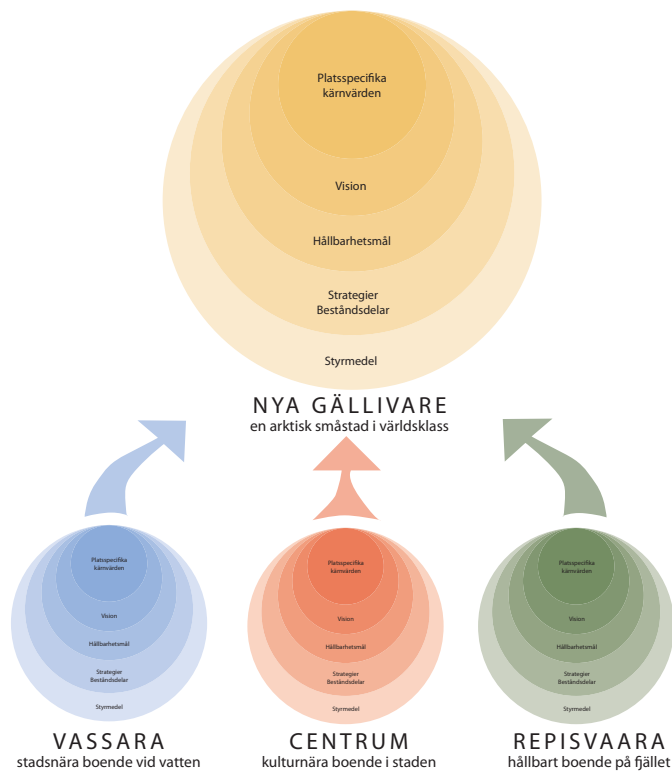 Platsspecifika
kärnvärden
Vision
Hållbarhetsmål
Strategier
Beståndsdelar
Styrmedel
NYA GÄLLIVARE
en arktisk småstad i världsklass
Platsspecifika
kärnvärden
Vision
Hållbarhetsmål
Strategier
Beståndsdelar
Styrmedel
VASSARA
stadsnära boende vid vatten
Platsspecifika
kärnvärden
Vision
Hållbarhetsmål
Strategier
Beståndsdelar
Styrmedel
CENTRUM
kulturnära boende i staden
Platsspecifika
kärnvärden
Vision
Hållbarhetsmål
Strategier
Beståndsdelar
Styrmedel
REPISVAARA
hållbart boende på fjället